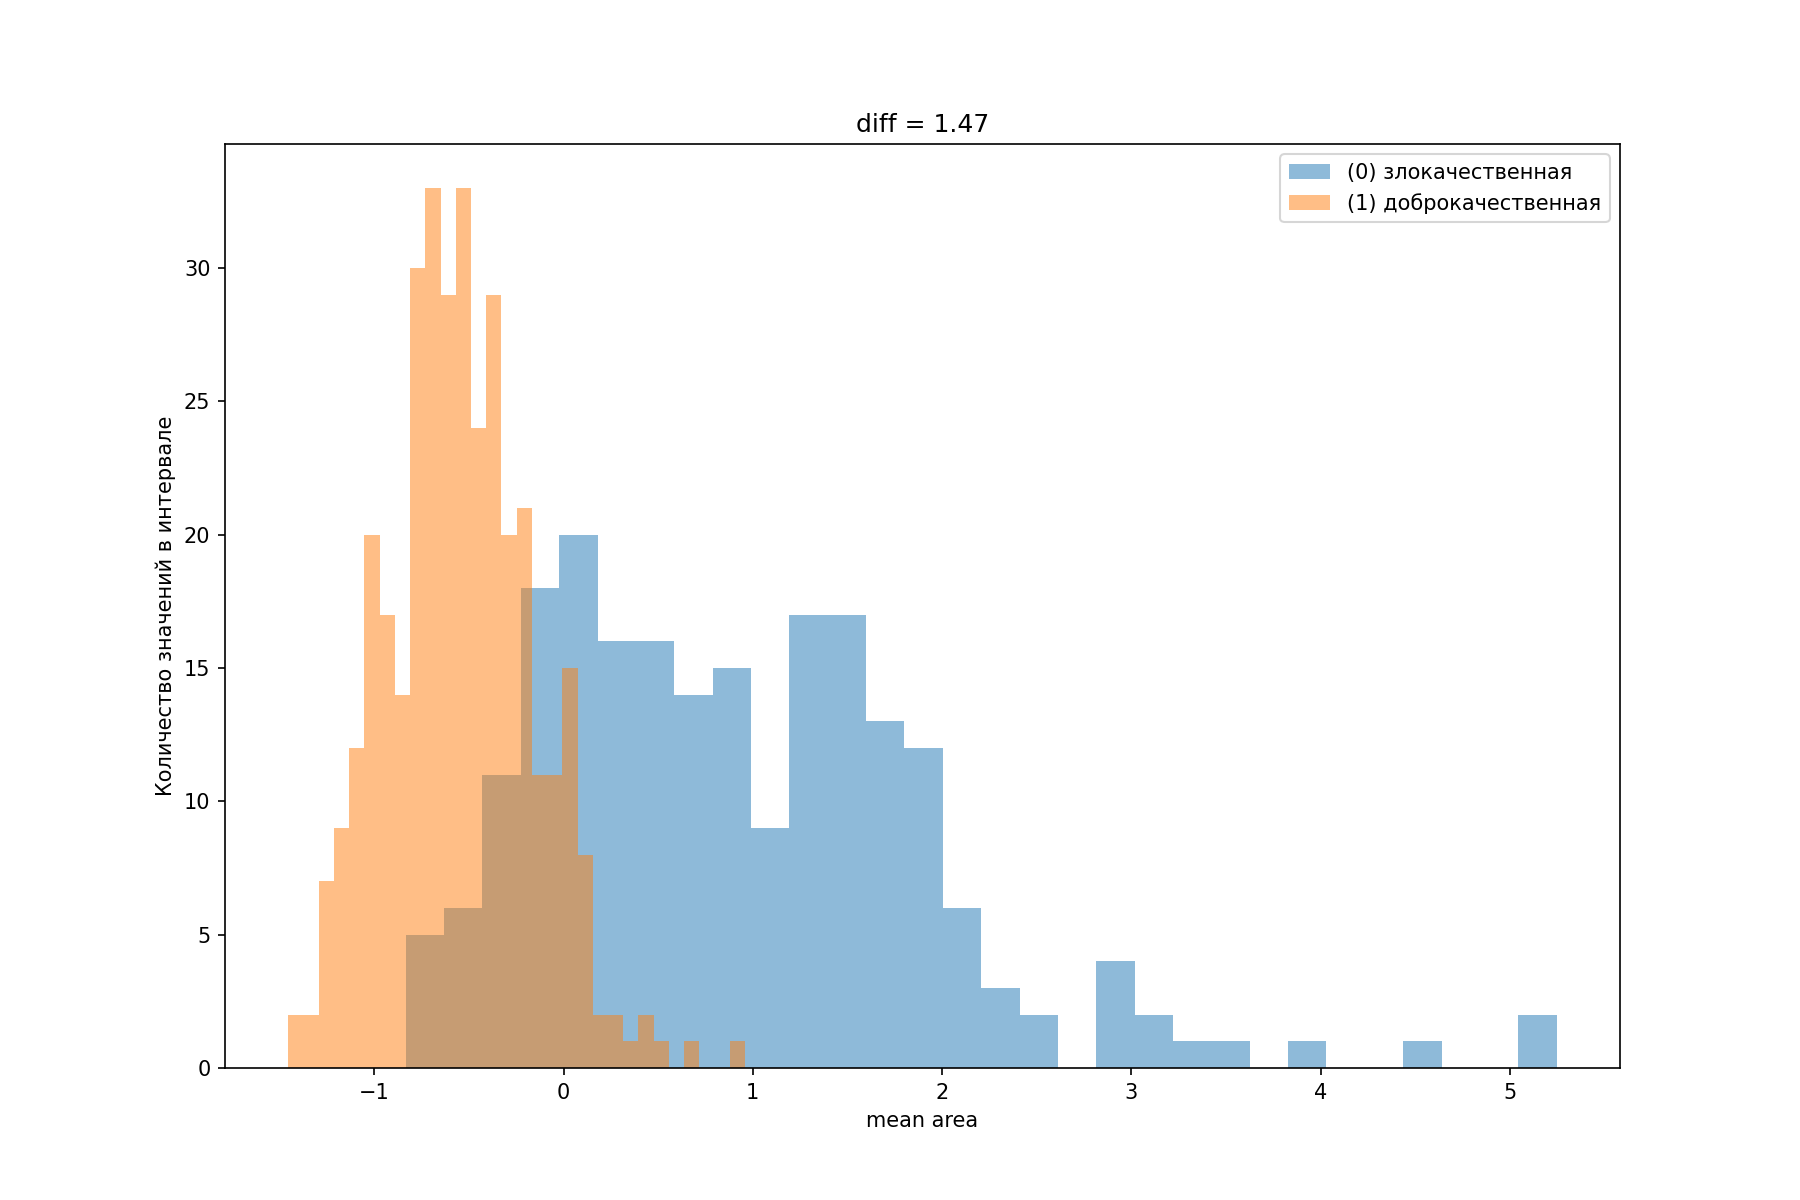 diff = 1.47
(0) злокачественная
(1) доброкачественная
Количество значений в интервале
30
25
20
15
10
5
0
−1 0 1 2 3 4 5
mean area